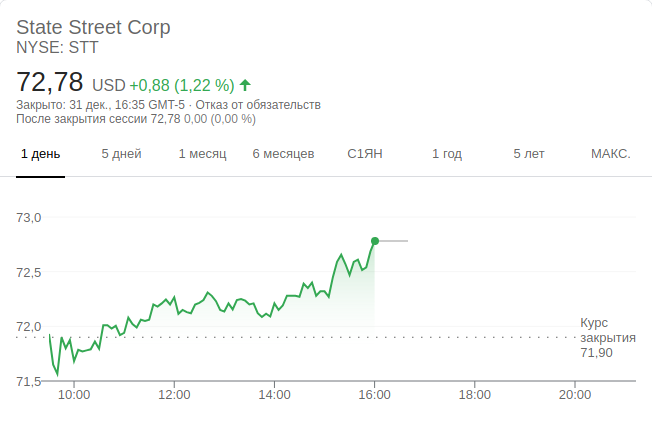 State Street Corp
NYSE: STT
72,78 USD +0,88 (1,22 %)
Закрыто: 31 дек., 16:35 GMT-5 · Отказ от обязательств
После закрытия сессии 72,78 0,00 (0,00 %)
1 день 5 дней 1 месяц 6 месяцев С1ЯН 1 год 5 лет МАКС.
73,0
72,5
72,0
Курс
закрытия
71,90
71,5
10:00 12:00 14:00 16:00 18:00 20:00